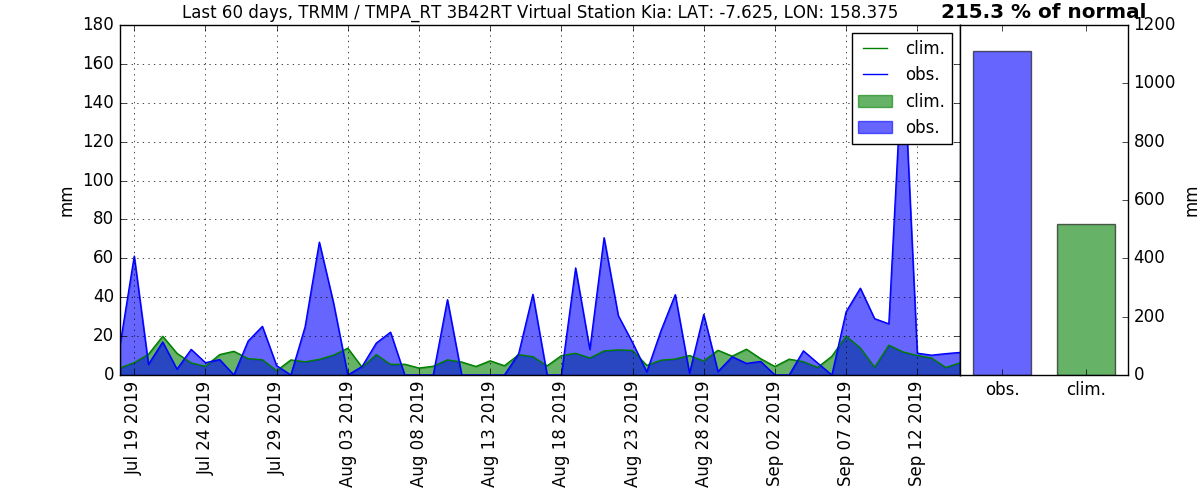 Last 60 days, TRMM / TMPA_RT 3B42RT Virtual Station Kia: LAT: -7.625, LON: 158.375
215.3 % of normal
mm
180
160
140
120
100
80
60
40
20
0
clim.
obs.
clim.
obs.
1200
1000
800
600
400
200
0
mm
Jul 19 2019
Jul 24 2019
Jul 29 2019
Aug 03 2019
Aug 08 2019
Aug 13 2019
Aug 18 2019
Aug 23 2019
Aug 28 2019
Sep 02 2019
Sep 07 2019
Sep 12 2019
obs.
clim.